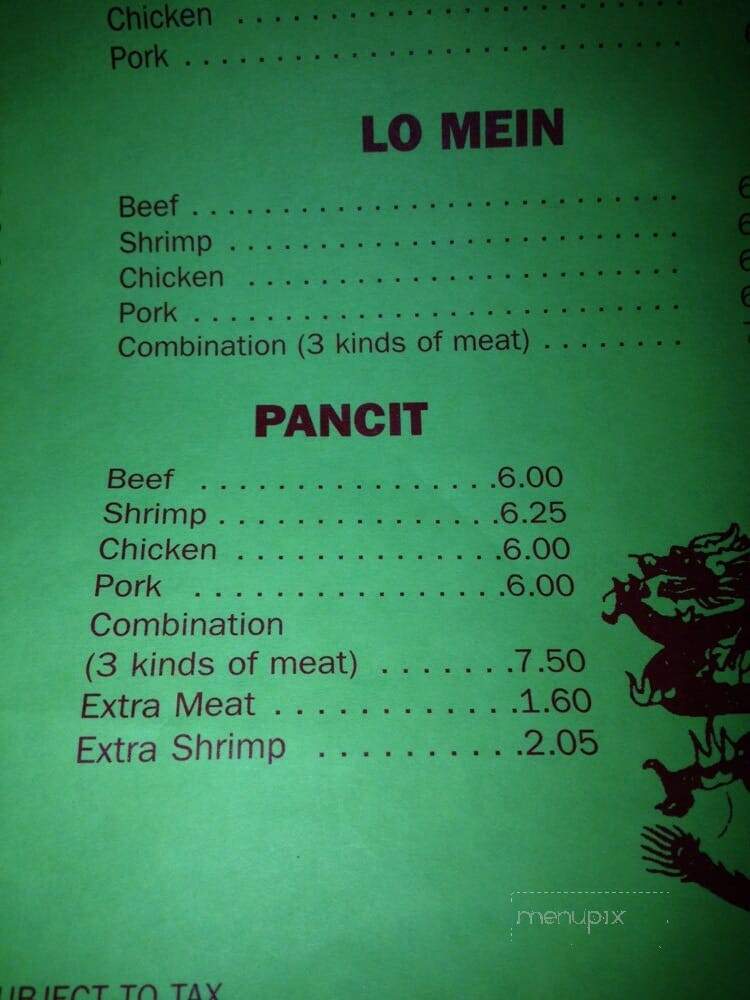 Chicken . . . . . . . . . . . . . . . . . . . . . . . .
Pork . . . . . . . . . . . . . . . . . . . . . . . . . . .
LO MEIN
Beef . . . . . . . . . . . . . . . . . . . . . . . . . . .
Shrimp . . . . . . . . . . . . . . . . . . . . . . . . .
Chicken . . . . . . . . . . . . . . . . . . . . . . . .
Pork . . . . . . . . . . . . . . . . . . . . . . . . . . .
Combination (3 kinds of meat) . . . . . . . .
PANCIT
Beef . . . . . . . . . . . . . . . .6.00
Shrimp . . . . . . . . . . . . . . .6.25
Chicken . . . . . . . . . . . . . .6.00
Pork . . . . . . . . . . . . . . . .6.00
Combination
(3 kinds of meat) . . . . . . .7.50
Extra Meat . . . . . . . . . . . .1.60
Extra Shrimp . . . . . . . . . .2.05
menupix
TO TAX